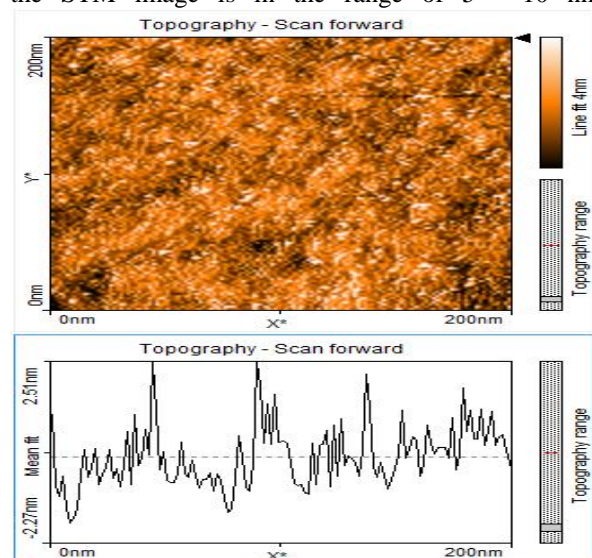 the STM image is in the range of 5 - 10 nm
Topography - Scan forward
200nm
Y*
0nm
0nm
X*
200nm
Line fit 4nm
Topography range
Topography - Scan forward
2.51nm
Mean fit
-2.27nm
0nm
X*
200nm
Topography range